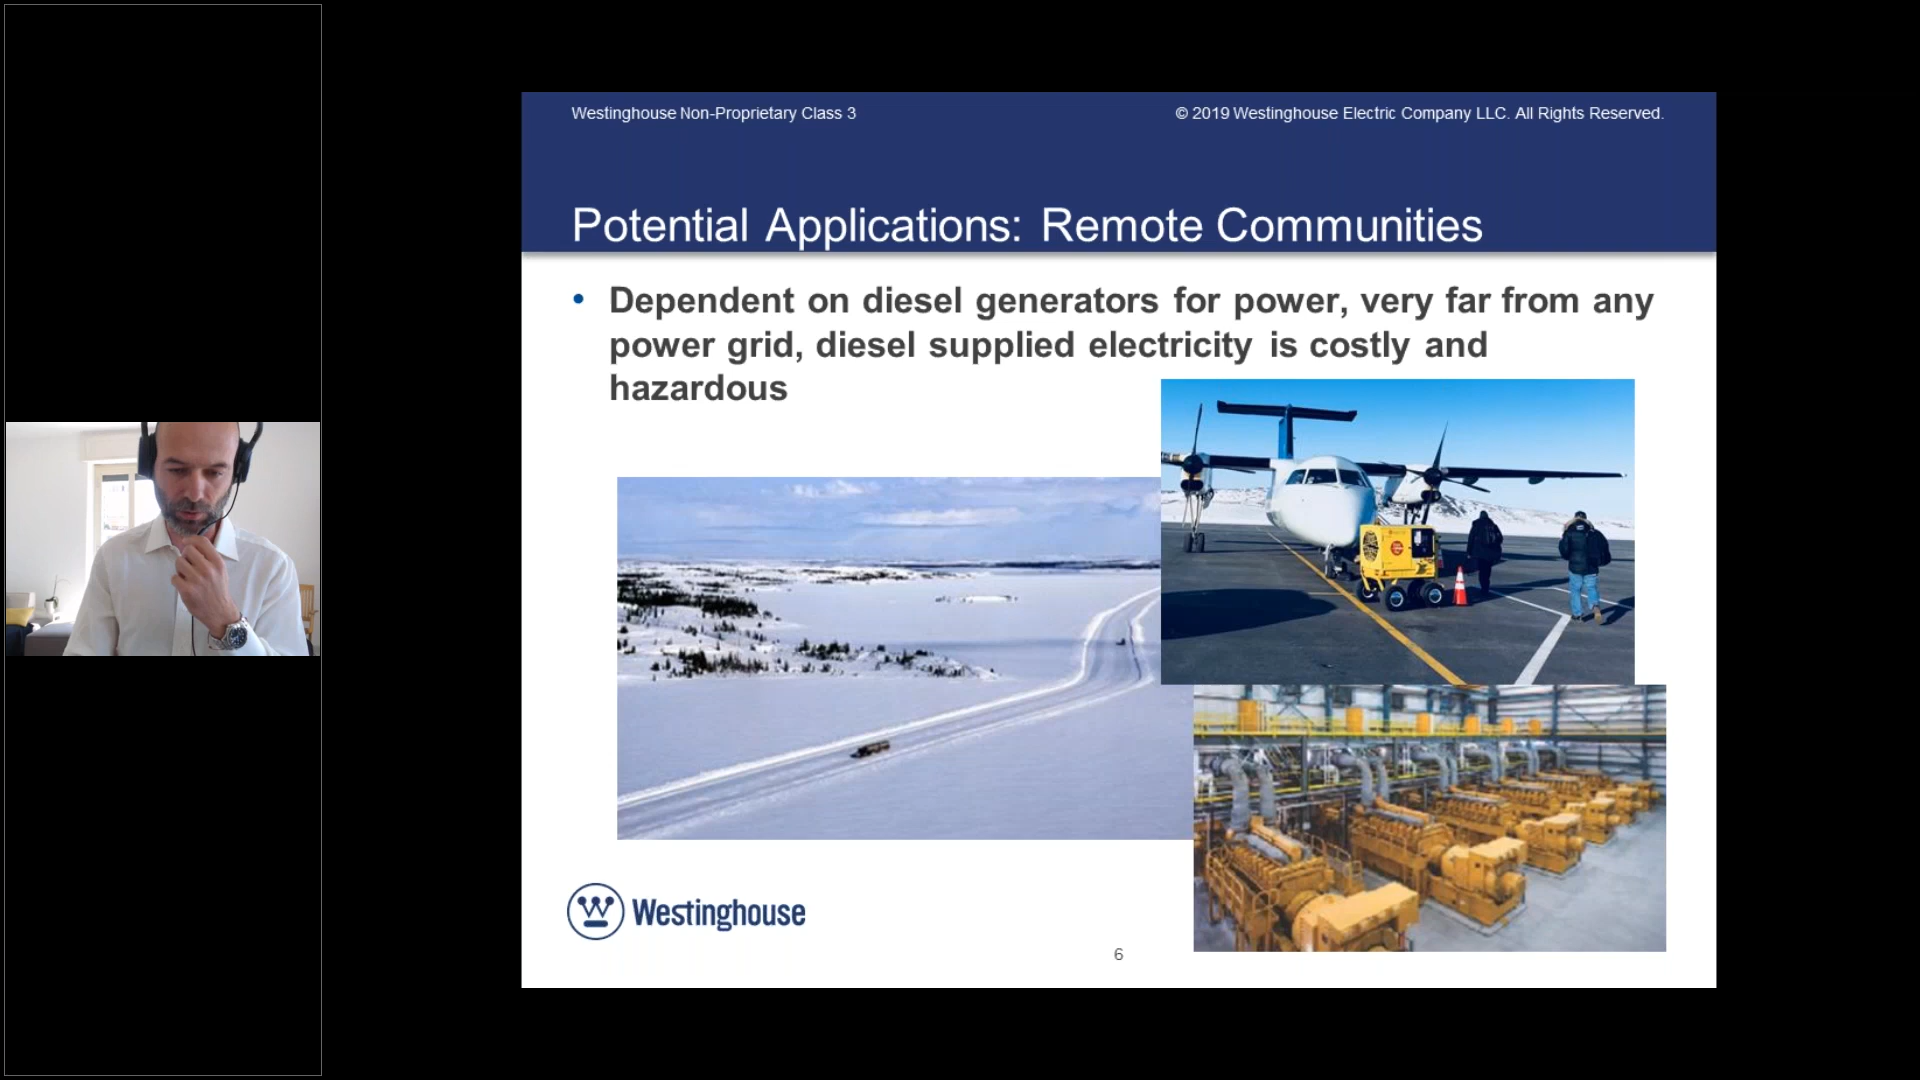 Westinghouse Non-Proprietary Class 3
© 2019 Westinghouse Electric Company LLC. All Rights Reserved.
Potential Applications: Remote Communities
• Dependent on diesel generators for power, very far from any
power grid, diesel supplied electricity is costly and
hazardous
Westinghouse
6